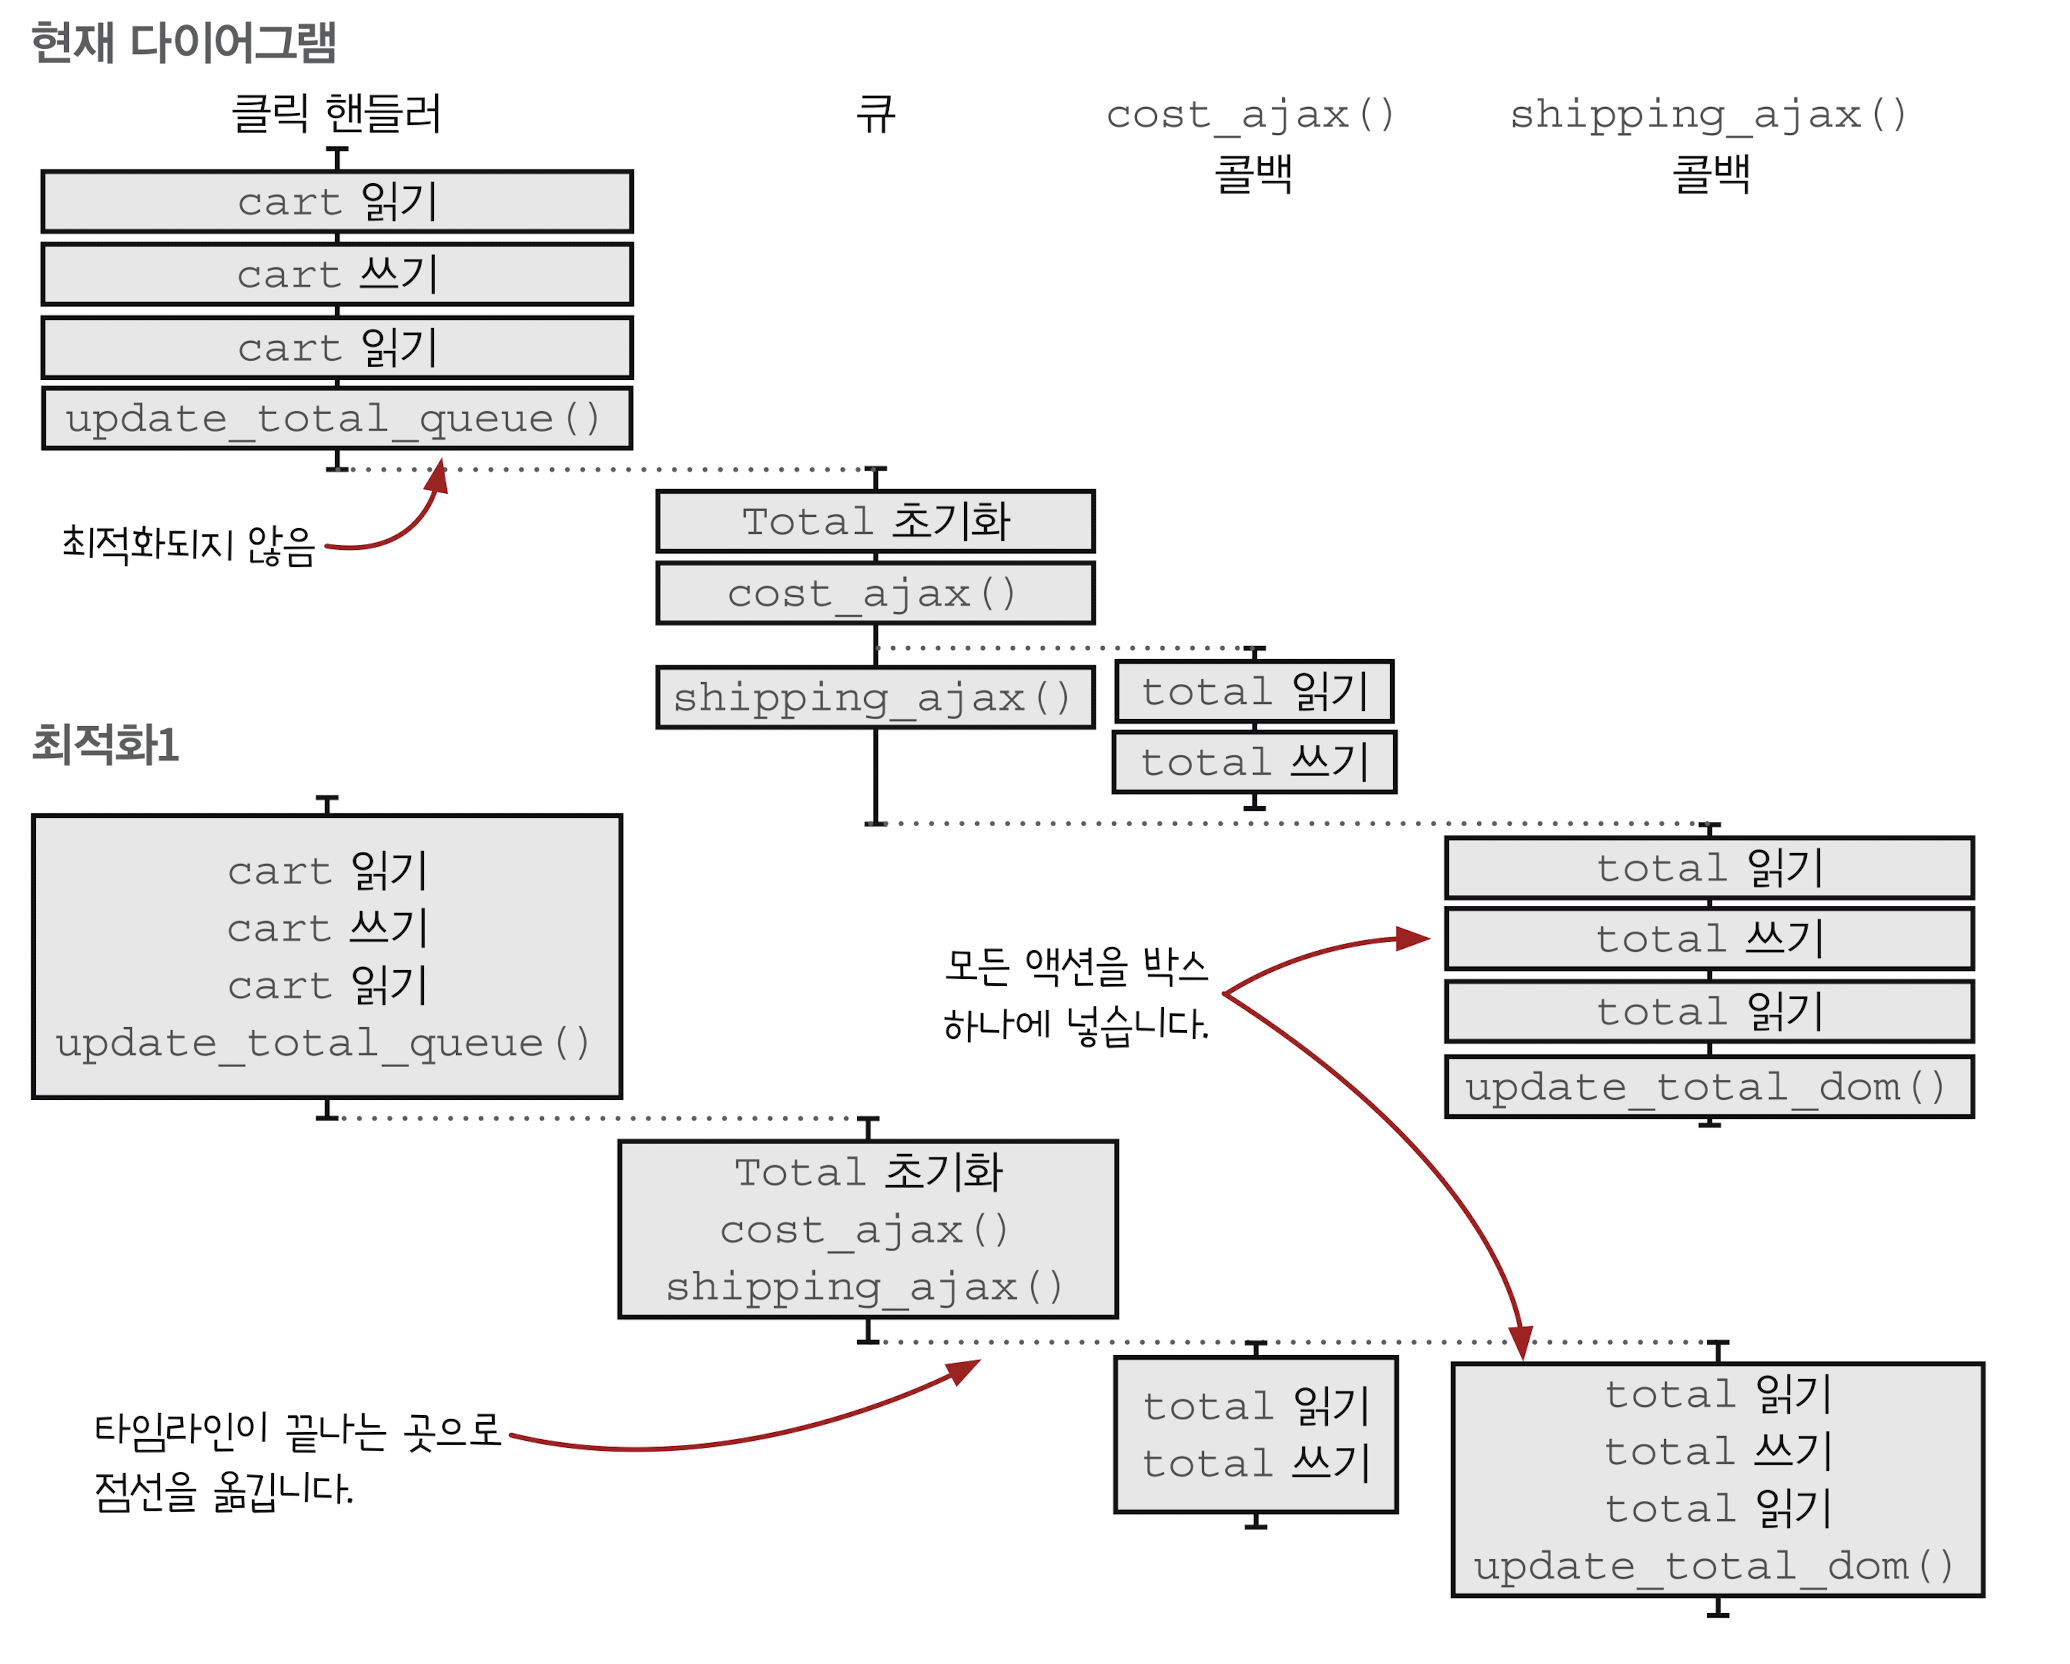 현재 다이어그램
클릭 핸들러
큐
cost_ajax()
콜백
shipping_ajax()
콜백
cart 읽기
cart 쓰기
cart 읽기
update_total_queue()
최적화되지 않음
Total 초기화
cost_ajax()
shipping_ajax()
total 읽기
total 쓰기
total 읽기
total 쓰기
total 읽기
update_total_dom()
모든 액션을 박스
하나에 넣습니다.
최적화1
cart 읽기
cart 쓰기
cart 읽기
update_total_queue()
Total 초기화
cost_ajax()
shipping_ajax()
타임라인이 끝나는 곳으로
점선을 옮깁니다.
total 읽기
total 쓰기
total 읽기
total 쓰기
total 읽기
update_total_dom()